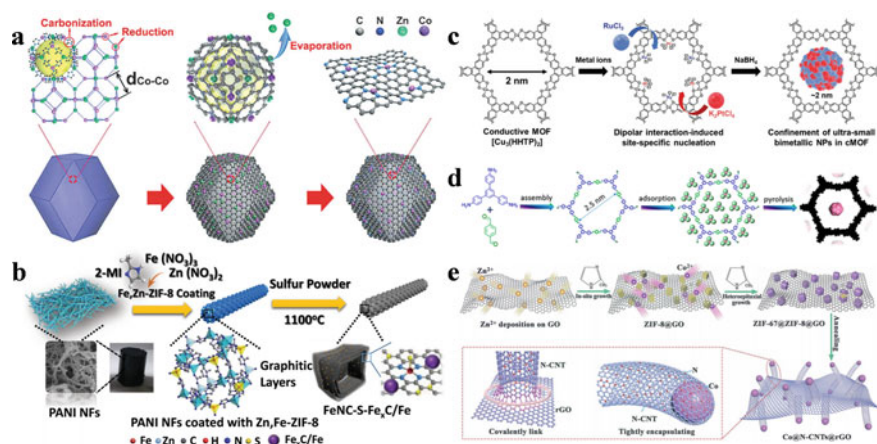 a
Carbonization
Reduction
dCo-Co
C N Zn Co
Evaporation
b
2-MI
Fe (NO3)3
Zn (NO3)2
Fe,Zn-ZIF-8 Coating
Sulfur Powder
1100°C
Graphitic
Layers
PANI NFs
PANI NFs coated with Zn,Fe-ZIF-8
FeNC-S-FexC/Fe
Fe Zn C H N S FexC/Fe
c
2 nm
Conductive MOF
[Cu3(HHTP)2]
Metal ions
RuCl3
K2PtCl4
Dipolar interaction-induced
site-specific nucleation
NaBH4
~2 nm
Confinement of ultra-small
bimetallic NPs in cMOF
d
assembly
2.5 nm
adsorption
pyrolysis
e
Zn2+
Zn2+ deposition on GO
In-situ growth
Co2+
ZIF-8@GO
Heteroepitaxial
growth
ZIF-67@ZIF-8@GO
Annealing
N-CNT
rGO
Covalently link
N
Co
N-CNT
Tightly encapsulating
Co@N-CNTs@rGO